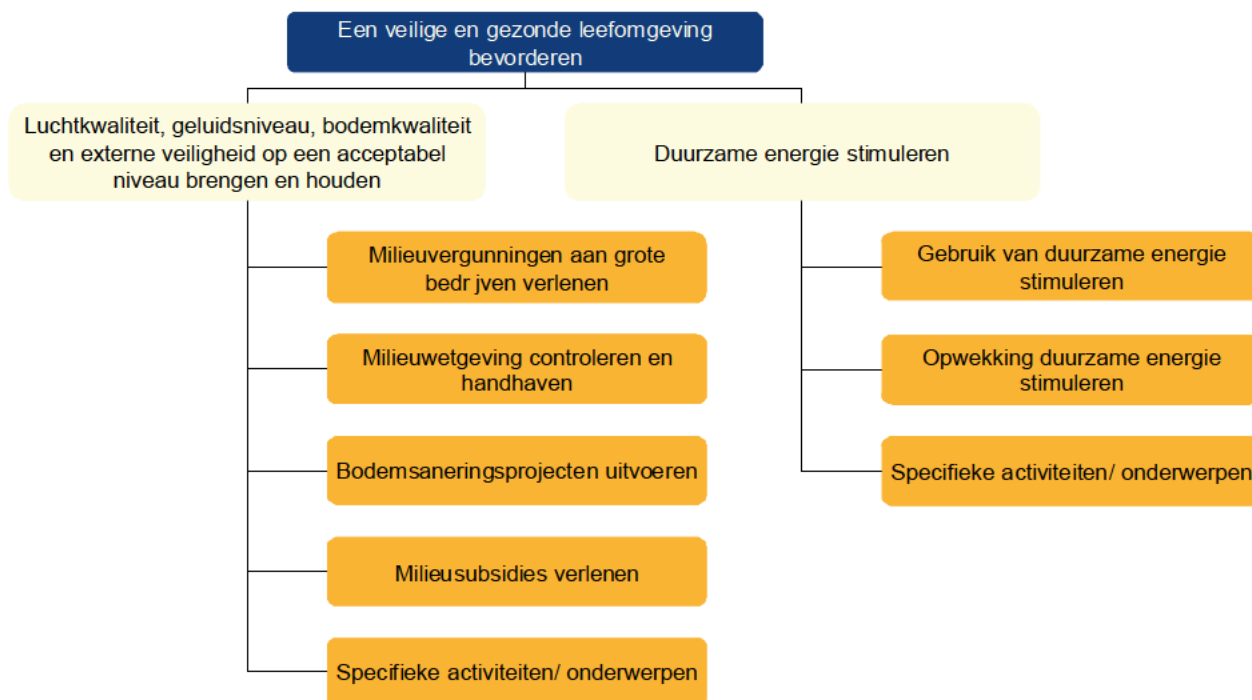 Een veilige en gezonde leefomgeving
bevorderen
Luchtkwaliteit, geluidsniveau, bodemkwaliteit
en externe veiligheid op een acceptabel
niveau brengen en houden
Duurzame energie stimuleren
Milieuvergunningen aan grote
bedr jven verlenen
Milieuwetgeving controleren en
handhaven
Bodemsaneringsprojecten uitvoeren
Milieusubsidies verlenen
Specifieke activiteiten/ onderwerpen
Gebruik van duurzame energie
stimuleren
Opwekking duurzame energie
stimuleren
Specifieke activiteiten/ onderwerpen